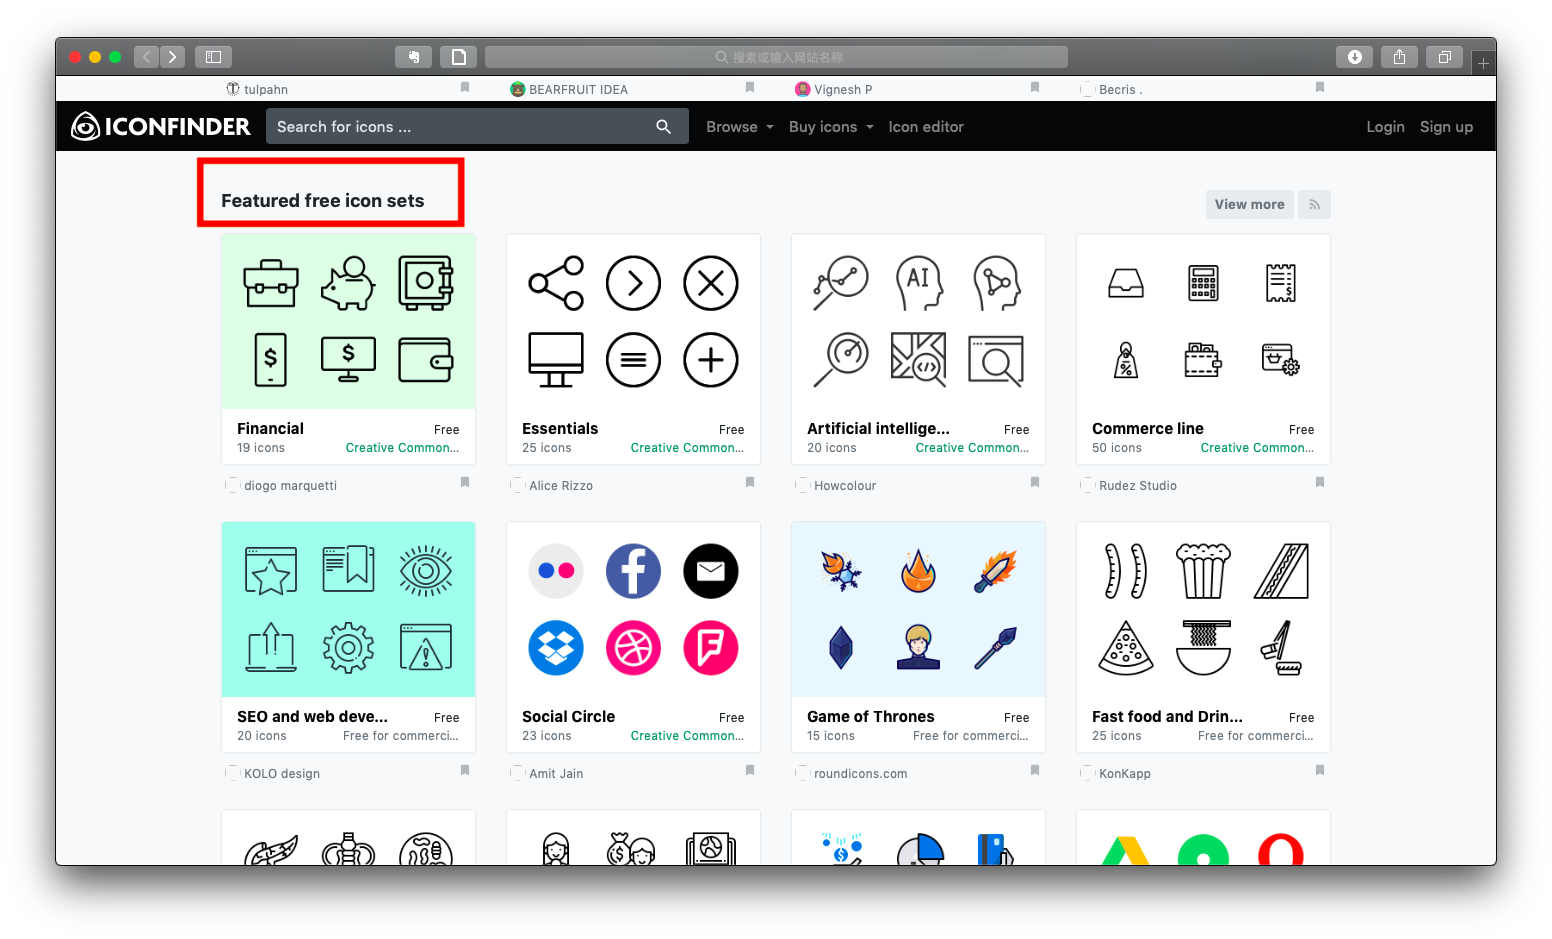 搜索或输入网站名称
tulpahn
BEARFRUIT IDEA
Vignesh P
Becris .
ICONFINDER
Search for icons ...
Browse
Buy icons
Icon editor
Login
Sign up
Featured free icon sets
View more
$
$
AI
</>
$
%
Financial
Free
19 icons
Creative Common...
Essentials
Free
25 icons
Creative Common...
Artificial intellige...
Free
20 icons
Creative Common...
Commerce line
Free
50 icons
Creative Common...
diogo marquetti
Alice Rizzo
Howcolour
Rudez Studio
SEO and web deve...
Free
20 icons
Free for commerci...
Social Circle
Free
23 icons
Creative Common...
Game of Thrones
Free
15 icons
Free for commerci...
Fast food and Drin...
Free
25 icons
Free for commerci...
KOLO design
Amit Jain
roundicons.com
KonKapp
$
$